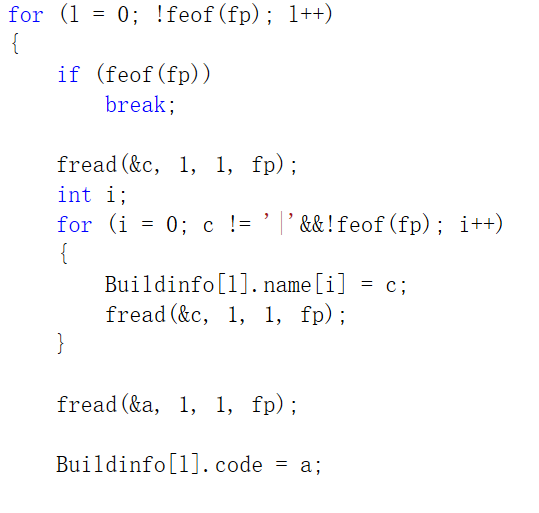 for (l = 0; !feof(fp); l++)
{
    if (feof(fp))
        break;

    fread(&c, 1, 1, fp);
    int i;
    for (i = 0; c != '|'&&!feof(fp); i++)
    {
        Buildinfo[l].name[i] = c;
        fread(&c, 1, 1, fp);
    }

    fread(&a, 1, 1, fp);

    Buildinfo[l].code = a;